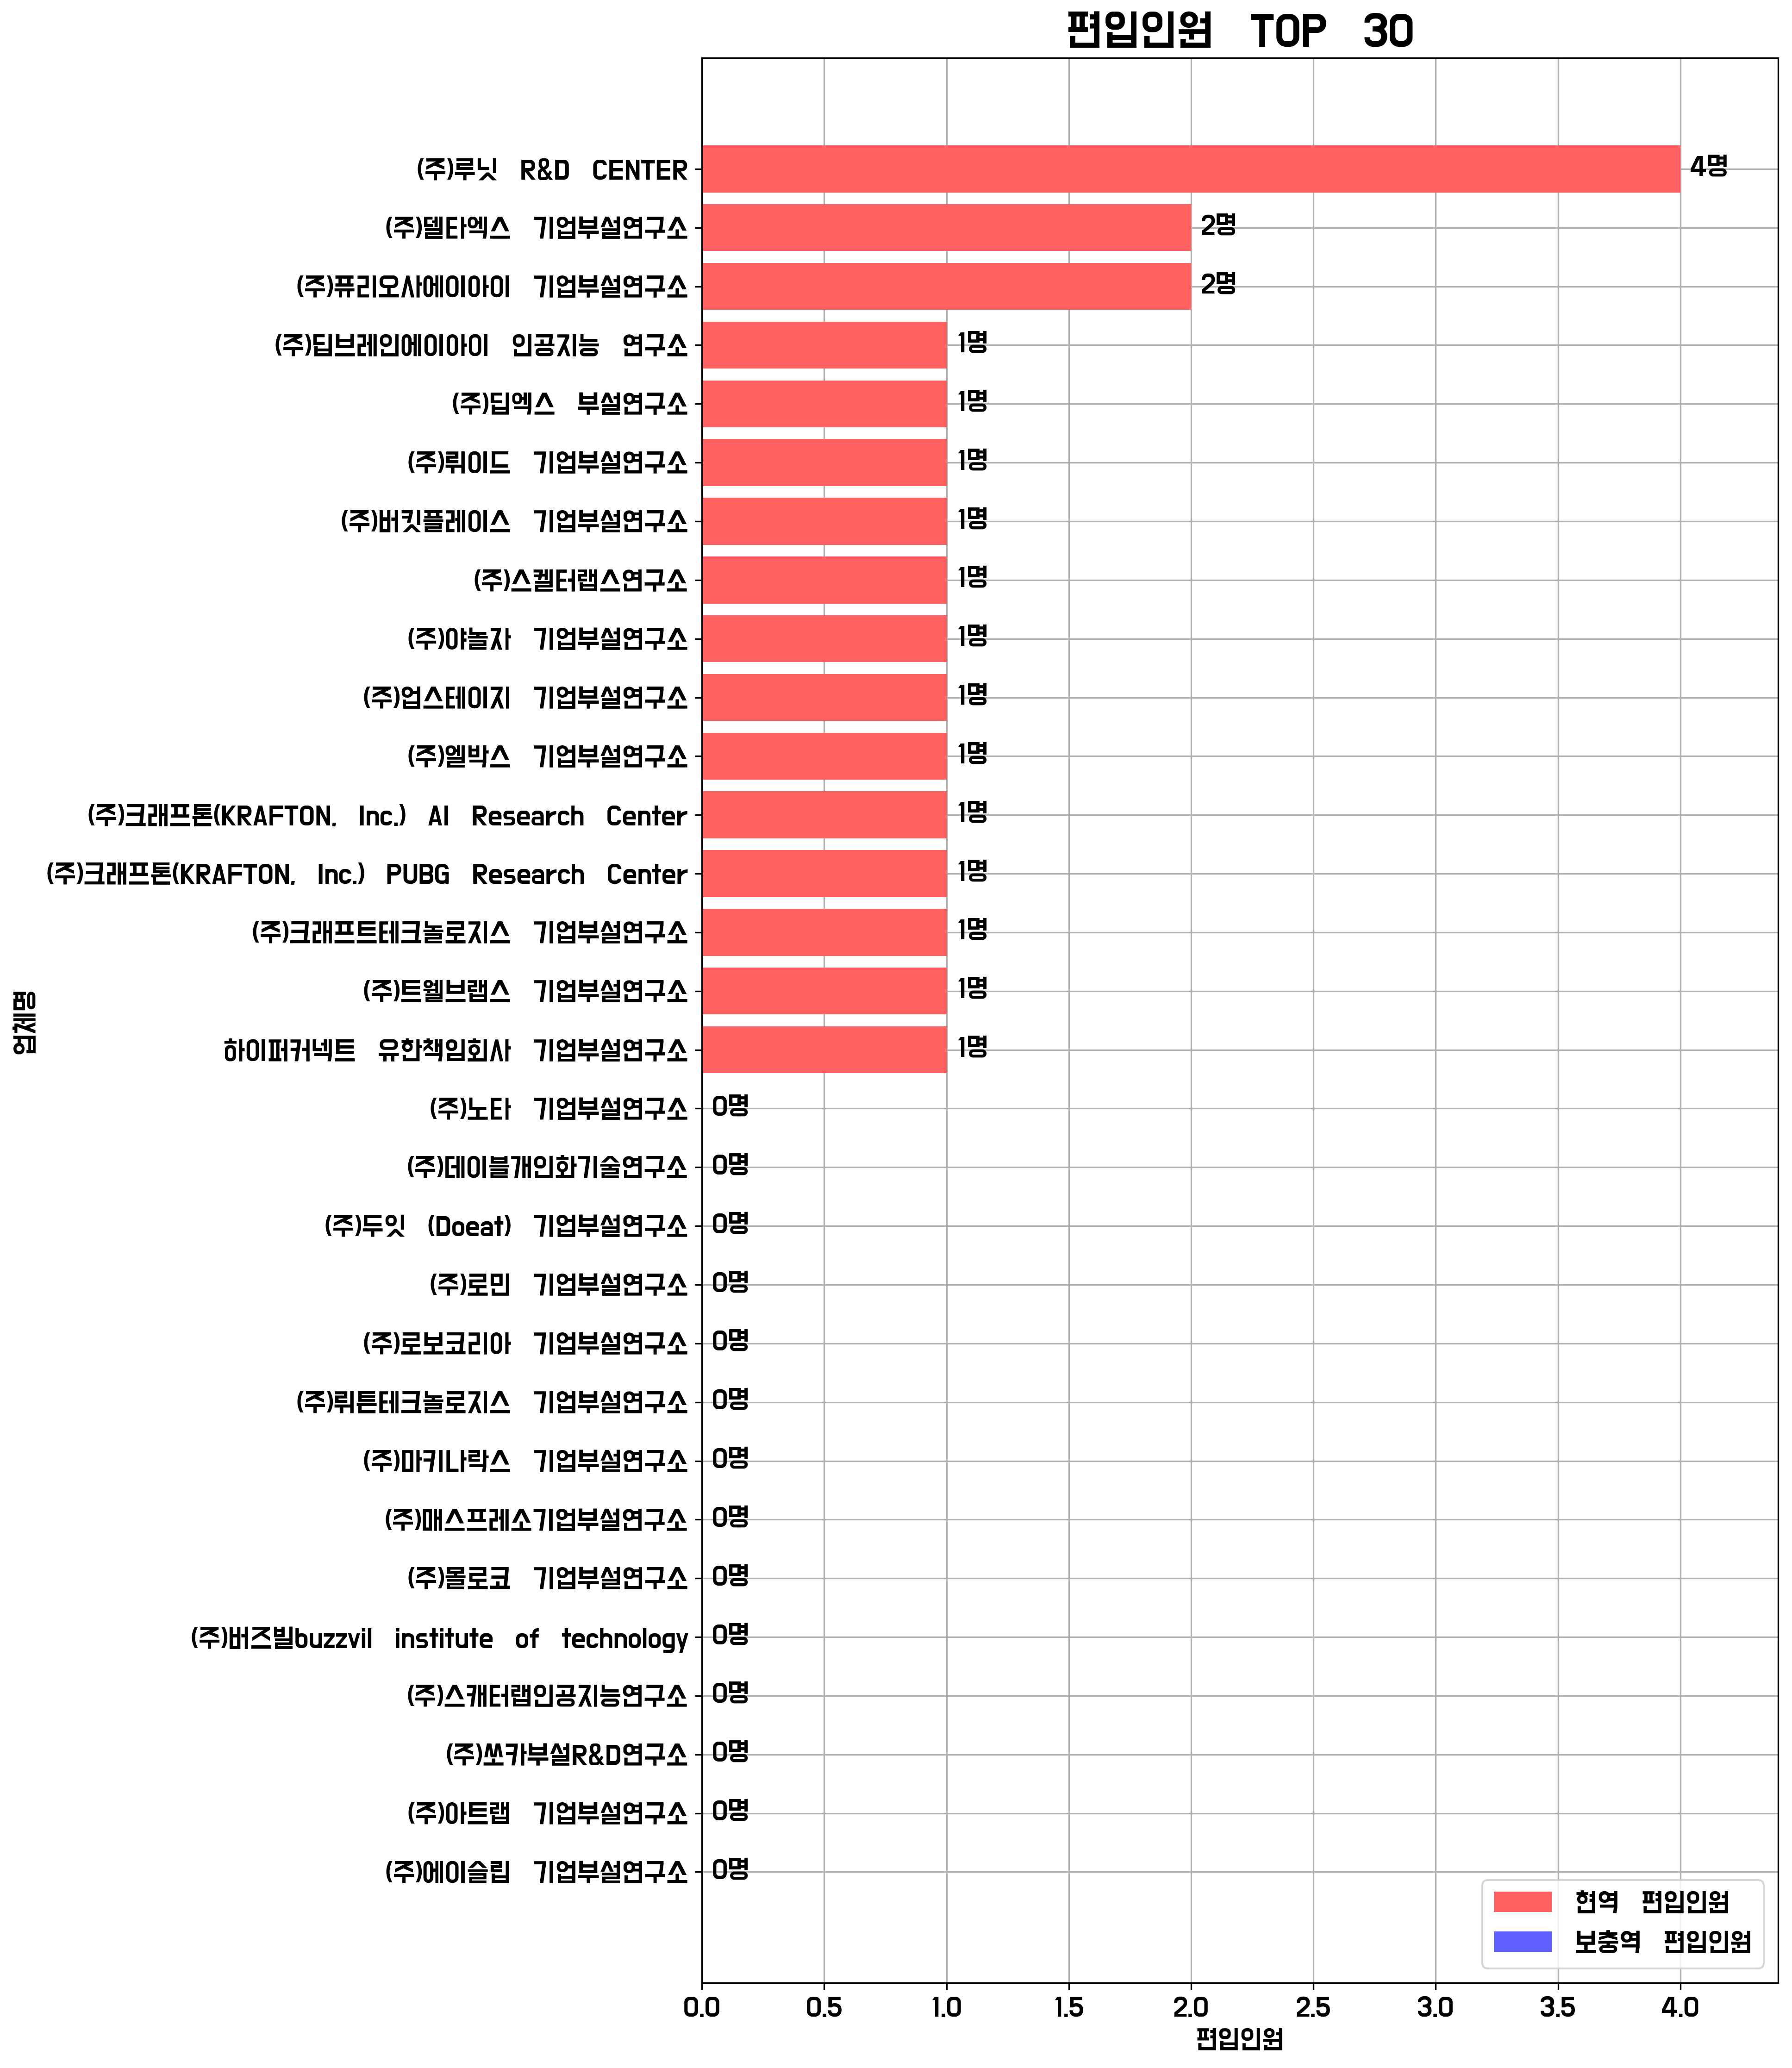 편입인원 TOP 30
(주)루닛 R&D CENTER 4명
(주)델타엑스 기업부설연구소 2명
(주)퓨리오사에이아이 기업부설연구소 2명
(주)딥브레인에이아이 인공지능 연구소 1명
(주)딥엑스 부설연구소 1명
(주)뤼이드 기업부설연구소 1명
(주)버킷플레이스 기업부설연구소 1명
(주)스켈터랩스연구소 1명
(주)야놀자 기업부설연구소 1명
(주)업스테이지 기업부설연구소 1명
(주)엘박스 기업부설연구소 1명
(주)크래프톤(KRAFTON, Inc.) AI Research Center 1명
(주)크래프톤(KRAFTON, Inc.) PUBG Research Center 1명
(주)크래프트테크놀로지스 기업부설연구소 1명
(주)트웰브랩스 기업부설연구소 1명
하이퍼커넥트 유한책임회사 기업부설연구소 1명
(주)노타 기업부설연구소 0명
(주)데이블개인화기술연구소 0명
(주)두잇 (Doeat) 기업부설연구소 0명
(주)로민 기업부설연구소 0명
(주)로보코리아 기업부설연구소 0명
(주)뤼튼테크놀로지스 기업부설연구소 0명
(주)마키나락스 기업부설연구소 0명
(주)매스프레소기업부설연구소 0명
(주)몰로코 기업부설연구소 0명
(주)버즈빌buzzvil institute of technology 0명
(주)스캐터랩인공지능연구소 0명
(주)쏘카부설R&D연구소 0명
(주)아트랩 기업부설연구소 0명
(주)에이슬립 기업부설연구소 0명
업체명
현역 편입인원
보충역 편입인원
0.0 0.5 1.0 1.5 2.0 2.5 3.0 3.5 4.0
편입인원